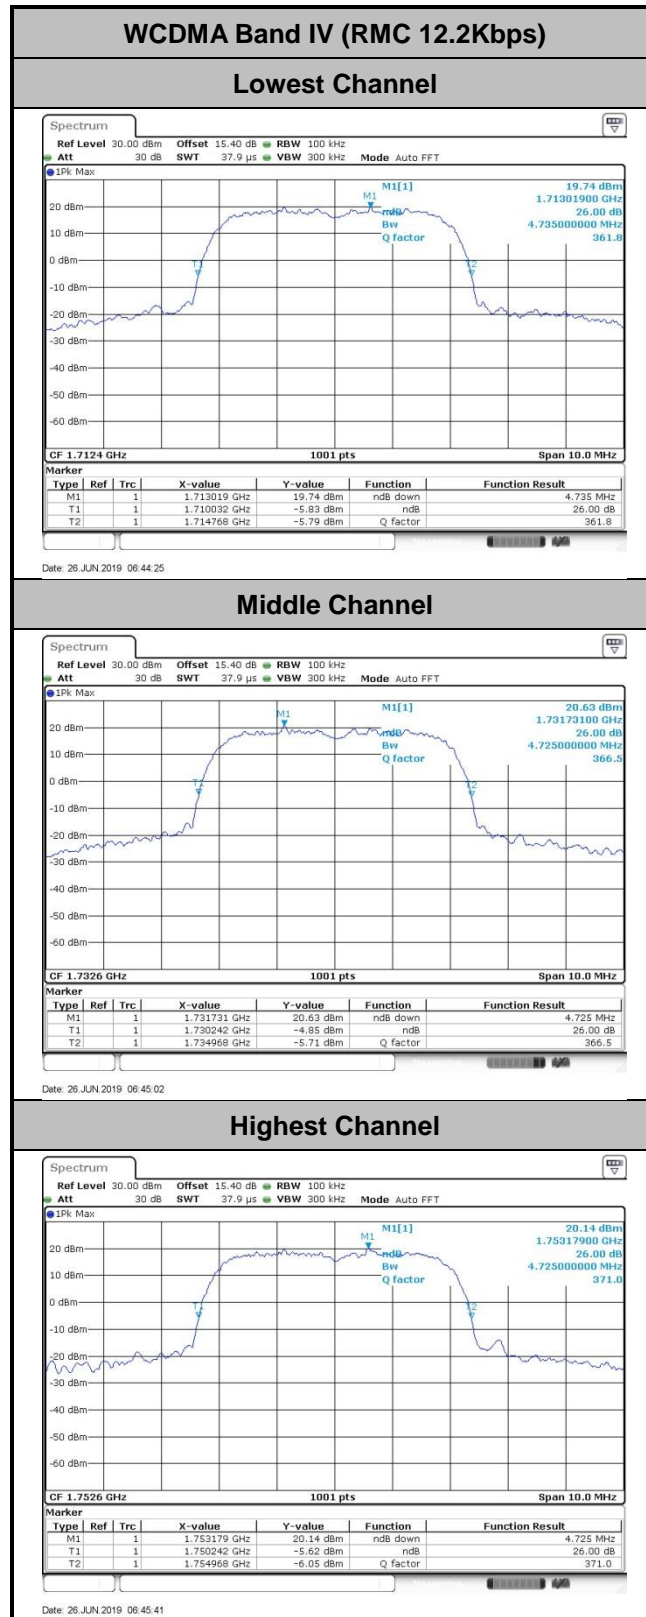 WCDMA Band IV (RMC 12.2Kbps)
Lowest Channel
Spectrum
Ref Level 30.00 dBm Offset 15.40 dB RBW 100 kHz
Att 30 dB SWT 37.9 µs VBW 300 kHz Mode Auto FFT
1Pk Max
M1[1] 19.74 dBm
M1 1.71301900 GHz
20 dBm ndB 26.00 dB
10 dBm Bw 4.735000000 MHz
Q factor 361.8
0 dBm T1 T2
-10 dBm
-20 dBm
-30 dBm
-40 dBm
-50 dBm
-60 dBm
CF 1.7124 GHz 1001 pts Span 10.0 MHz
Marker
Type Ref Trc X-value Y-value Function Function Result
M1 1 1.713019 GHz 19.74 dBm ndB down 4.735 MHz
T1 1 1.710032 GHz -5.83 dBm ndB 26.00 dB
T2 1 1.714768 GHz -5.79 dBm Q factor 361.8
Date: 26.JUN.2019 06:44:25
Middle Channel
Spectrum
Ref Level 30.00 dBm Offset 15.40 dB RBW 100 kHz
Att 30 dB SWT 37.9 µs VBW 300 kHz Mode Auto FFT
1Pk Max
M1[1] 20.63 dBm
M1 1.73173100 GHz
20 dBm ndB 26.00 dB
10 dBm Bw 4.725000000 MHz
Q factor 366.5
0 dBm T1 T2
-10 dBm
-20 dBm
-30 dBm
-40 dBm
-50 dBm
-60 dBm
CF 1.7326 GHz 1001 pts Span 10.0 MHz
Marker
Type Ref Trc X-value Y-value Function Function Result
M1 1 1.731731 GHz 20.63 dBm ndB down 4.725 MHz
T1 1 1.730242 GHz -4.85 dBm ndB 26.00 dB
T2 1 1.734968 GHz -5.71 dBm Q factor 366.5
Date: 26.JUN.2019 06:45:02
Highest Channel
Spectrum
Ref Level 30.00 dBm Offset 15.40 dB RBW 100 kHz
Att 30 dB SWT 37.9 µs VBW 300 kHz Mode Auto FFT
1Pk Max
M1[1] 20.14 dBm
M1 1.75317900 GHz
20 dBm ndB 26.00 dB
10 dBm Bw 4.725000000 MHz
Q factor 371.0
0 dBm T1 T2
-10 dBm
-20 dBm
-30 dBm
-40 dBm
-50 dBm
-60 dBm
CF 1.7526 GHz 1001 pts Span 10.0 MHz
Marker
Type Ref Trc X-value Y-value Function Function Result
M1 1 1.753179 GHz 20.14 dBm ndB down 4.725 MHz
T1 1 1.750242 GHz -5.62 dBm ndB 26.00 dB
T2 1 1.754968 GHz -6.05 dBm Q factor 371.0
Date: 26.JUN.2019 06:45:41